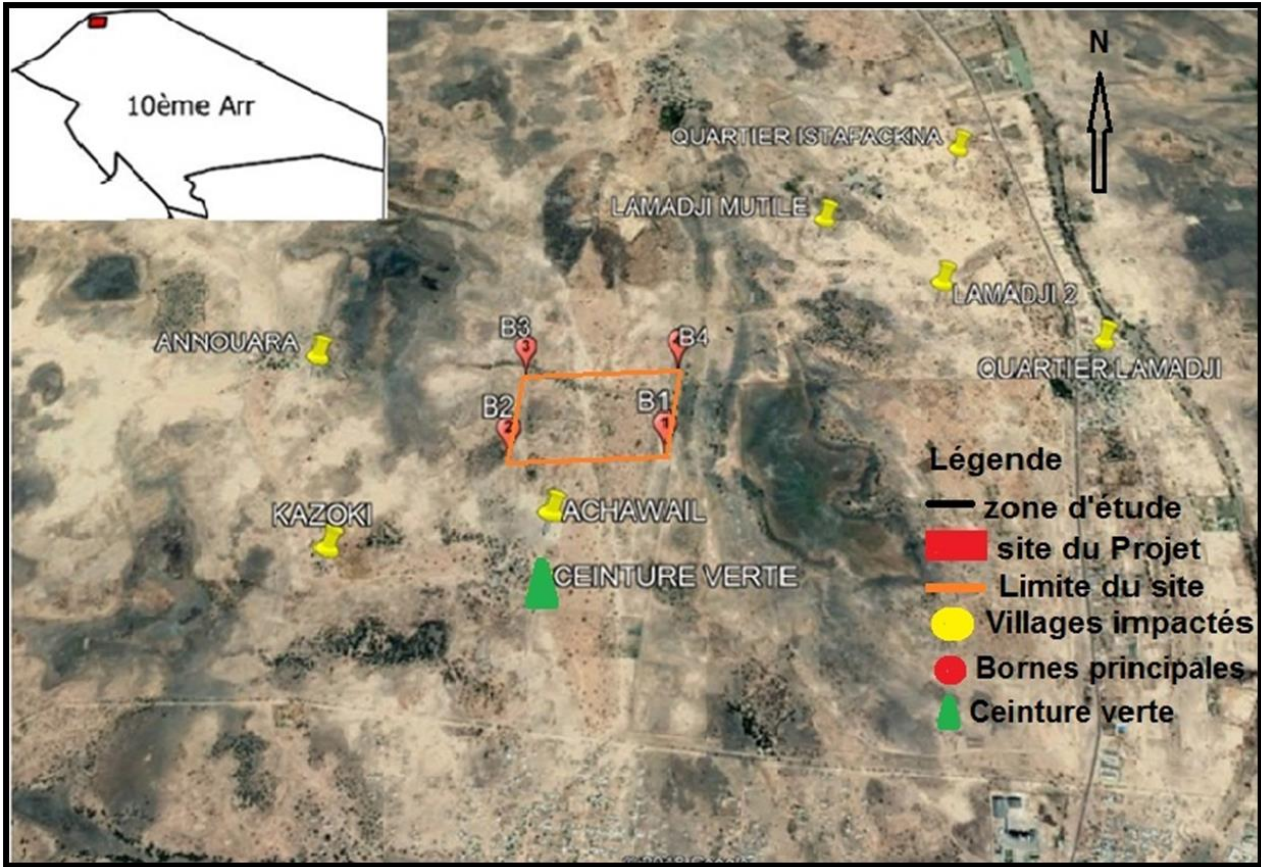 10ème Arr
N
QUARTIER ISTAFACKNA
LAMADJI MUTILE
LAMADJI 2
ANNOUARA
B3
3
B4
QUARTIER LAMADJI
B2
2
B1
1
Légende
zone d'étude
KAZOKI
ACHAWAIL
site du Projet
CEINTURE VERTE
Limite du site
Villages impactés
Bornes principales
Ceinture verte